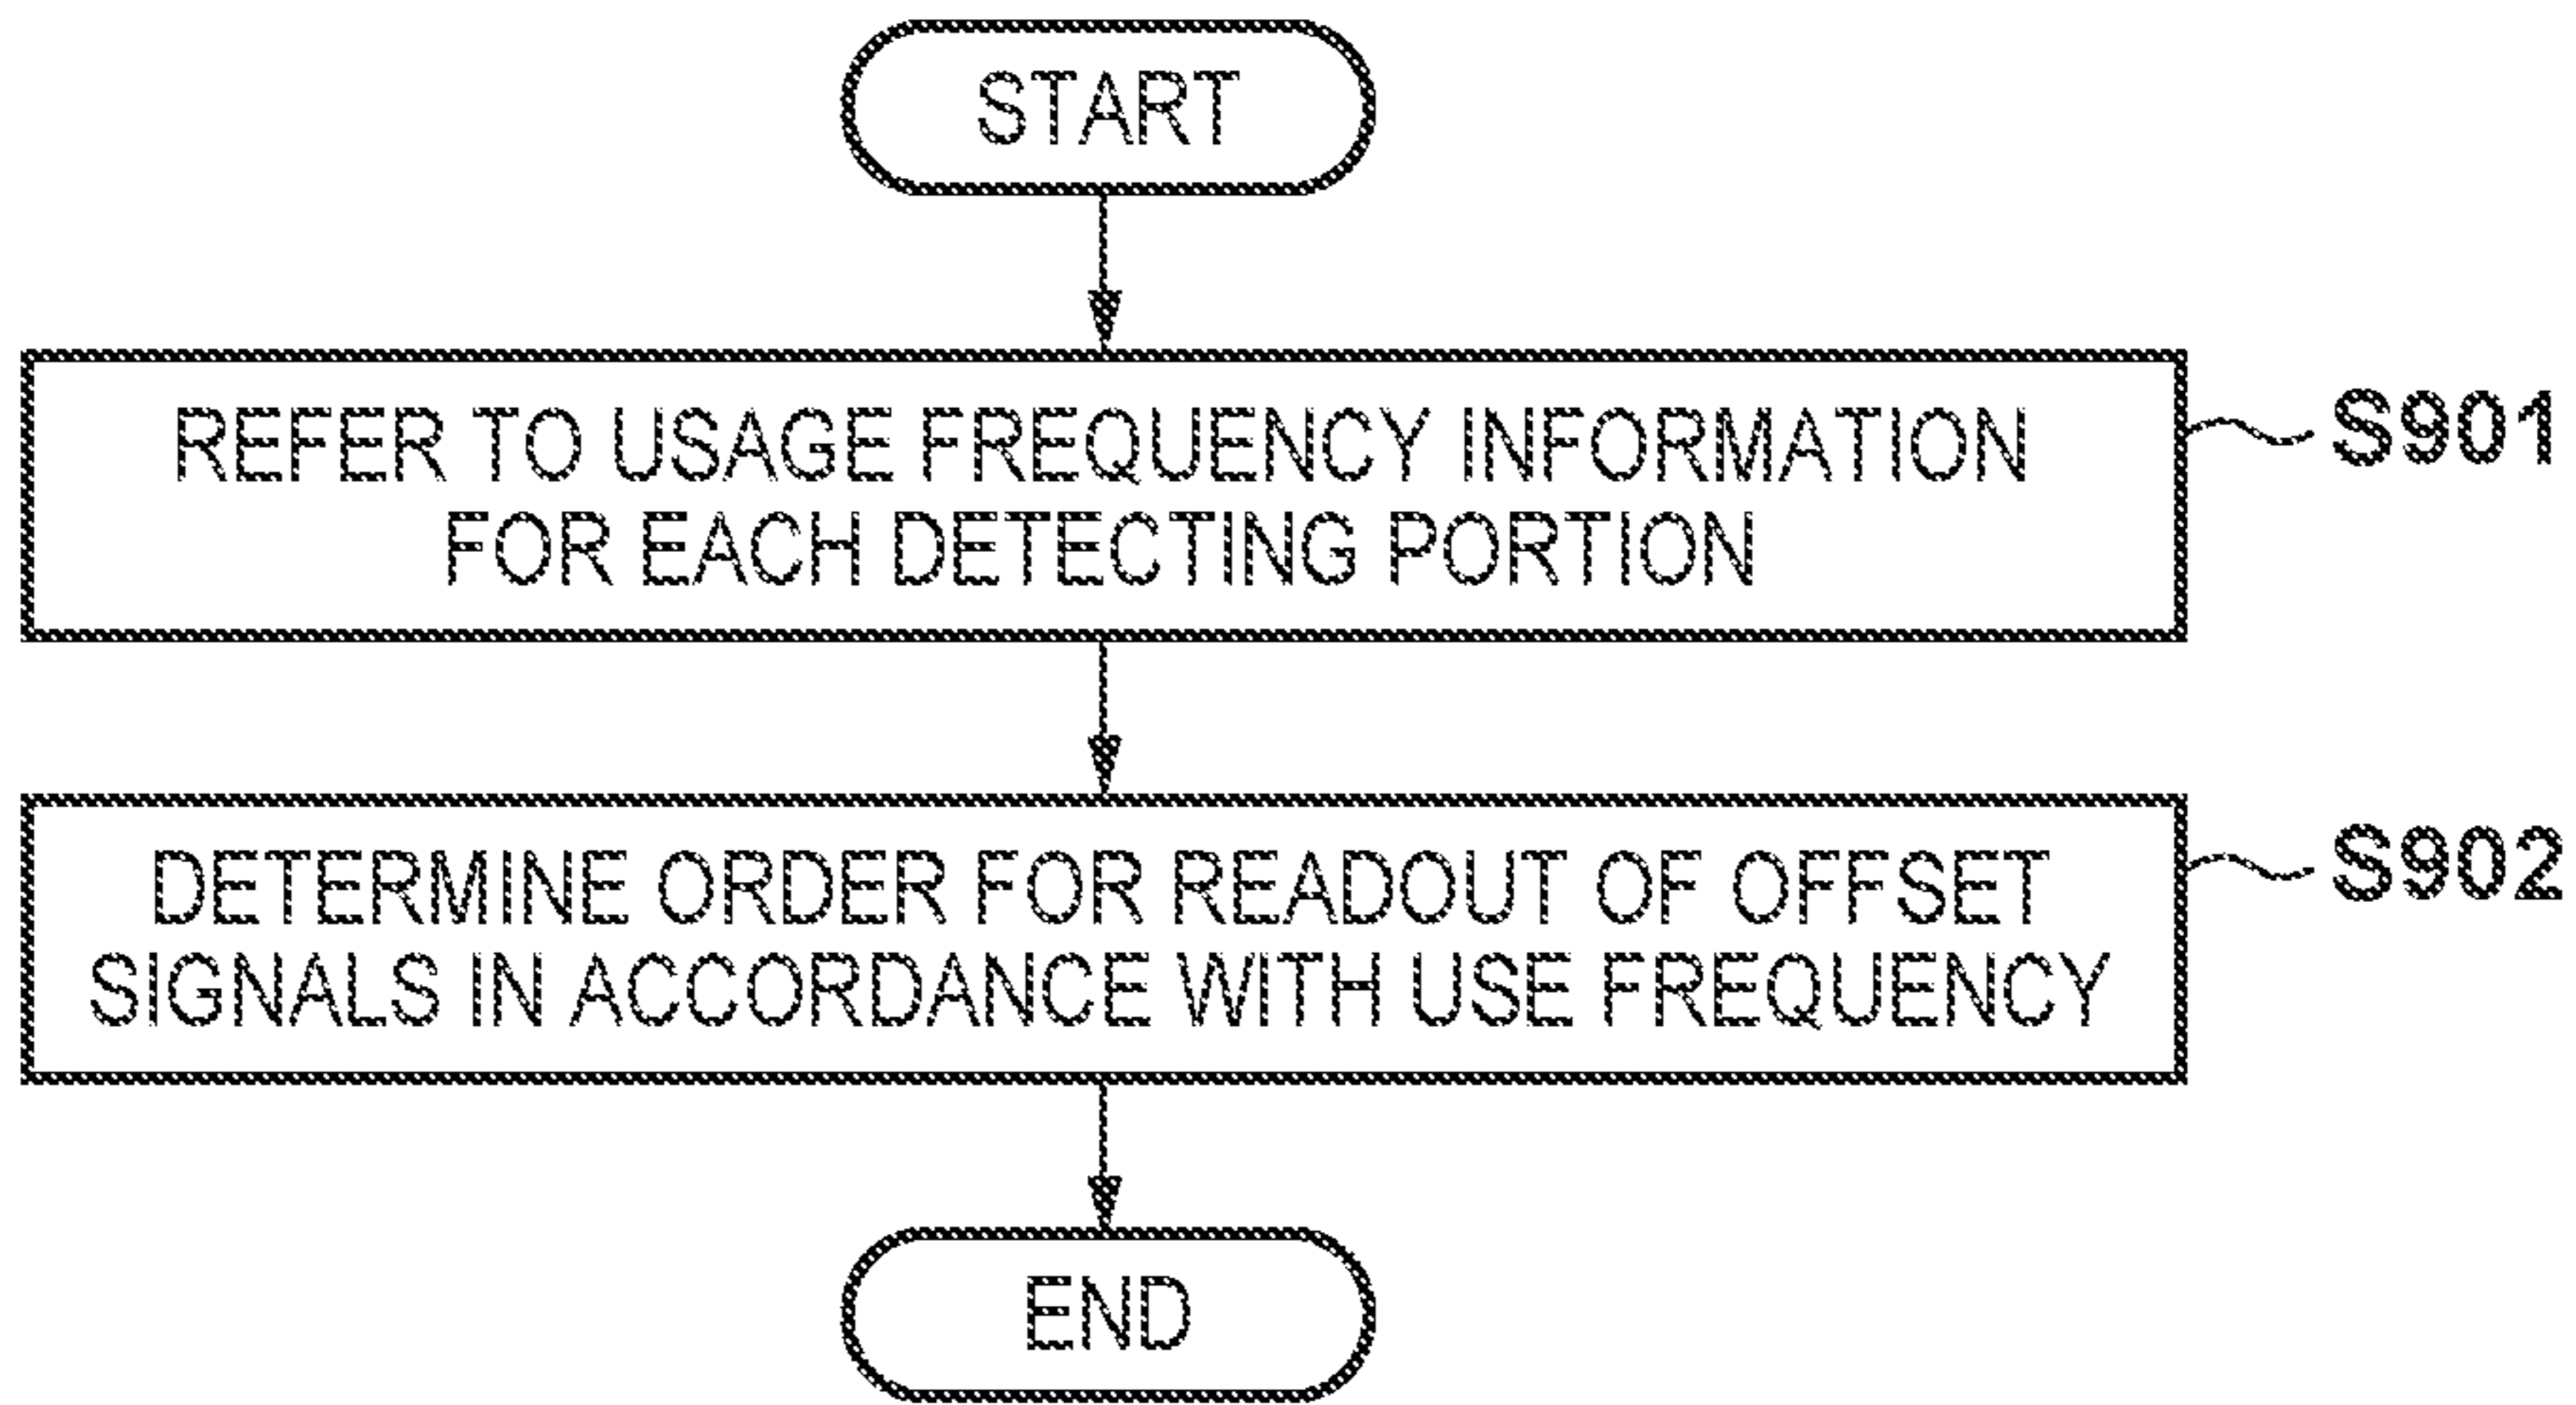 START
REFER TO USAGE FREQUENCY INFORMATION
FOR EACH DETECTING PORTION
S901
DETERMINE ORDER FOR READOUT OF OFFSET
SIGNALS IN ACCORDANCE WITH USE FREQUENCY
S902
END